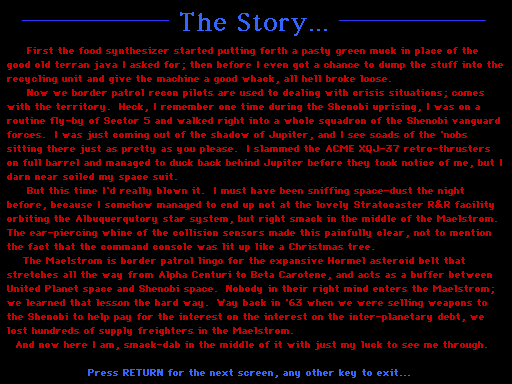 The Story...
First the food synthesizer started putting forth a pasty green muck in place of the
good old terran java I asked for; then before I even got a chance to dump the stuff into the
recycling unit and give the machine a good whack, all hell broke loose.
Now we border patrol recon pilots are used to dealing with crisis situations; comes
with the territory. Heck, I remember one time during the Shenobi uprising, I was on a
routine fly-by of Sector 5 and walked right into a whole squadron of the Shenobi vanguard
forces. I was just coming out of the shadow of Jupiter, and I see scads of the 'nobs
sitting there just as pretty as you please. I slammed the ACME XQJ-37 retro-thrusters
on full barrel and managed to duck back behind Jupiter before they took notice of me, but I
darn near soiled my space suit.
But this time I'd really blown it. I must have been sniffing space-dust the night
before, because I somehow managed to end up not at the lovely Stratocaster R&R facility
orbiting the Albuquerqutory star system, but right smack in the middle of the Maelstrom.
The ear-piercing whine of the collision sensors made this painfully clear, not to mention
the fact that the command console was lit up like a Christmas tree.
The Maelstrom is border patrol lingo for the expansive Hormel asteroid belt that
stretches all the way from Alpha Centuri to Beta Carotene, and acts as a buffer between
United Planet space and Shenobi space. Nobody in their right mind enters the Maelstrom;
we learned that lesson the hard way. Way back in '63 when we were selling weapons to
the Shenobi to help pay for the interest on the interest on the inter-planetary debt, we
lost hundreds of supply freighters in the Maelstrom.
And now here I am, smack-dab in the middle of it with just my luck to see me through.
Press RETURN for the next screen, any other key to exit...